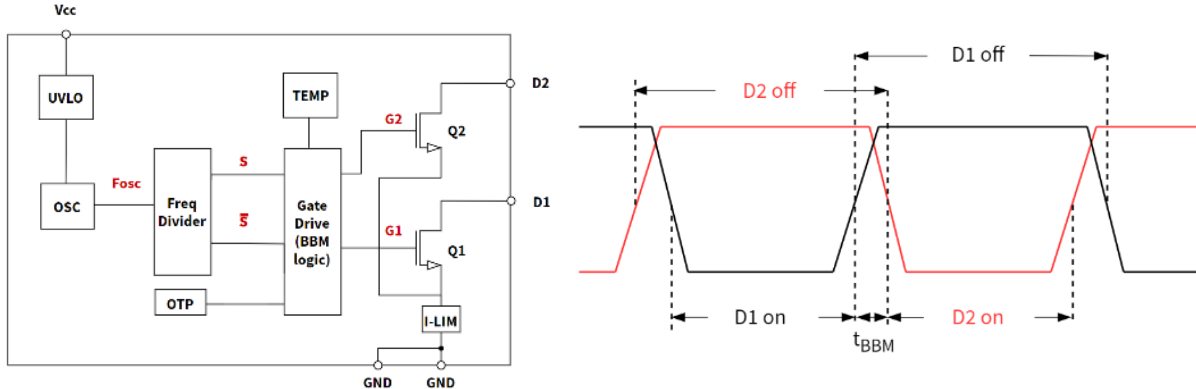 Vcc
UVLO
OSC
Fosc
Freq
Divider
S
S̅
TEMP
OTP
Gate
Drive
(BBM
logic)
G2
Q2
D2
G1
Q1
D1
I-LIM
GND
GND
D1 off
D2 off
D1 on
tBBM
D2 on